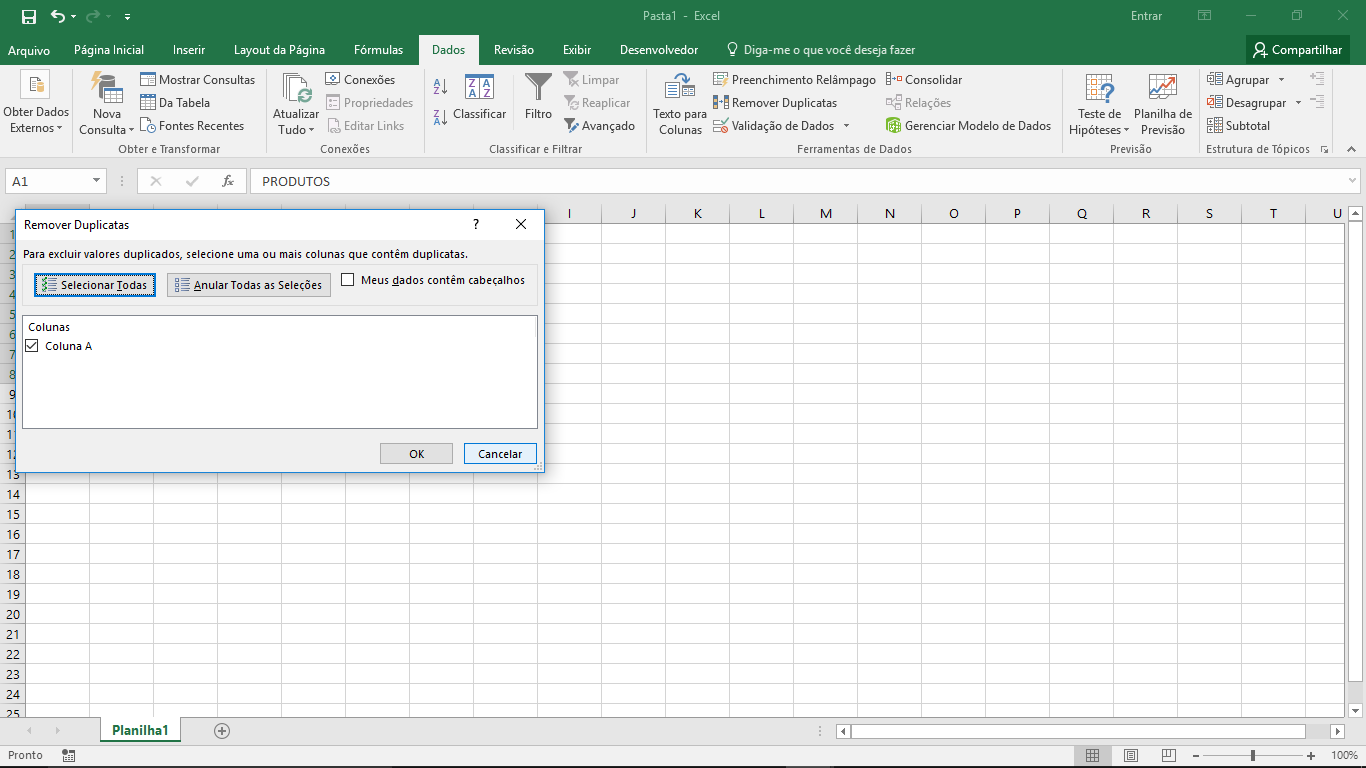 Pasta1 - Excel
Entrar
Arquivo Página Inicial Inserir Layout da Página Fórmulas Dados Revisão Exibir Desenvolvedor Diga-me o que você deseja fazer Compartilhar
Obter Dados Externos
Nova Consulta
Mostrar Consultas
Da Tabela
Fontes Recentes
Obter e Transformar
Atualizar Tudo
Conexões
Propriedades
Editar Links
Conexões
Classificar
Filtro
Limpar
Reaplicar
Avançado
Classificar e Filtrar
Texto para Colunas
Preenchimento Relâmpago
Remover Duplicatas
Validação de Dados
Consolidar
Relações
Gerenciar Modelo de Dados
Ferramentas de Dados
Teste de Hipóteses
Planilha de Previsão
Previsão
Agrupar
Desagrupar
Subtotal
Estrutura de Tópicos
A1
fx
PRODUTOS
I J K L M N O P Q R S T U
Remover Duplicatas ?
Para excluir valores duplicados, selecione uma ou mais colunas que contêm duplicatas.
Selecionar Todas
Anular Todas as Seleções
Meus dados contêm cabeçalhos
Colunas
Coluna A
OK
Cancelar
1
2
3
4
5
6
7
8
9
10
11
12
13
14
15
16
17
18
19
20
21
22
23
24
25
Planilha1
Pronto
100%